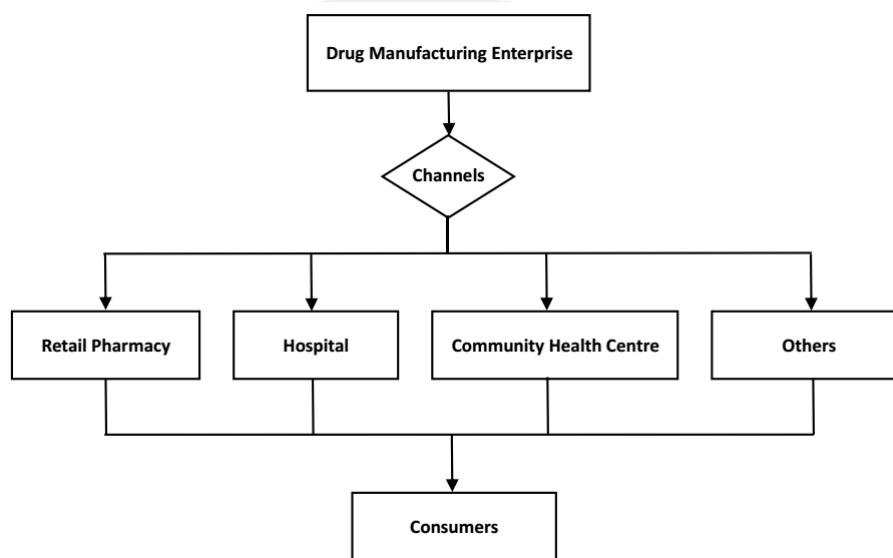 Drug Manufacturing Enterprise
Channels
Retail Pharmacy
Hospital
Community Health Centre
Others
Consumers